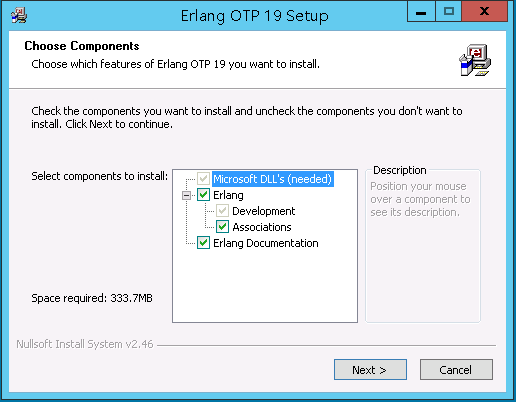 Erlang OTP 19 Setup
Choose Components
Choose which features of Erlang OTP 19 you want to install.
Check the components you want to install and uncheck the components you don't want to
install. Click Next to continue.
Select components to install:
Microsoft DLL's (needed)
Erlang
Development
Associations
Erlang Documentation
Description
Position your mouse
over a component to
see its description.
Space required: 333.7MB
Nullsoft Install System v2.46
Next >
Cancel